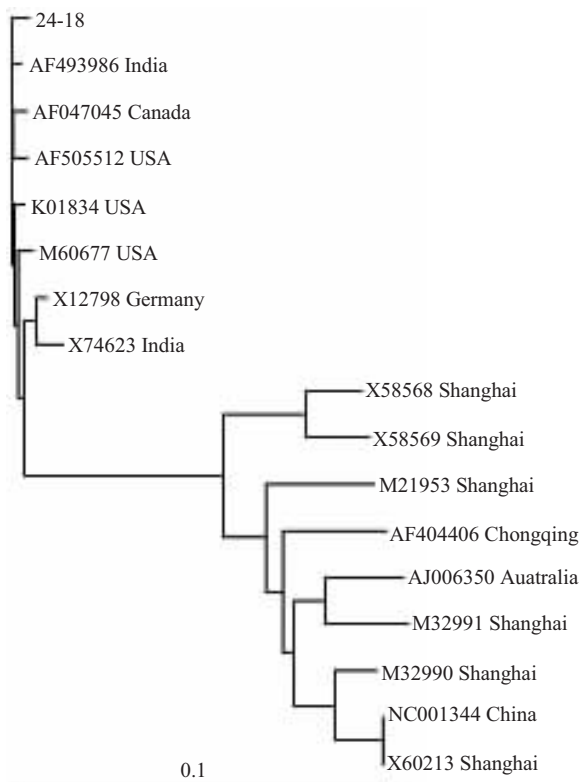 24-18
AF493986 India
AF047045 Canada
AF505512 USA
K01834 USA
M60677 USA
X12798 Germany
X74623 India
X58568 Shanghai
X58569 Shanghai
M21953 Shanghai
AF404406 Chongqing
AJ006350 Auatralia
M32991 Shanghai
M32990 Shanghai
NC001344 China
X60213 Shanghai
0.1